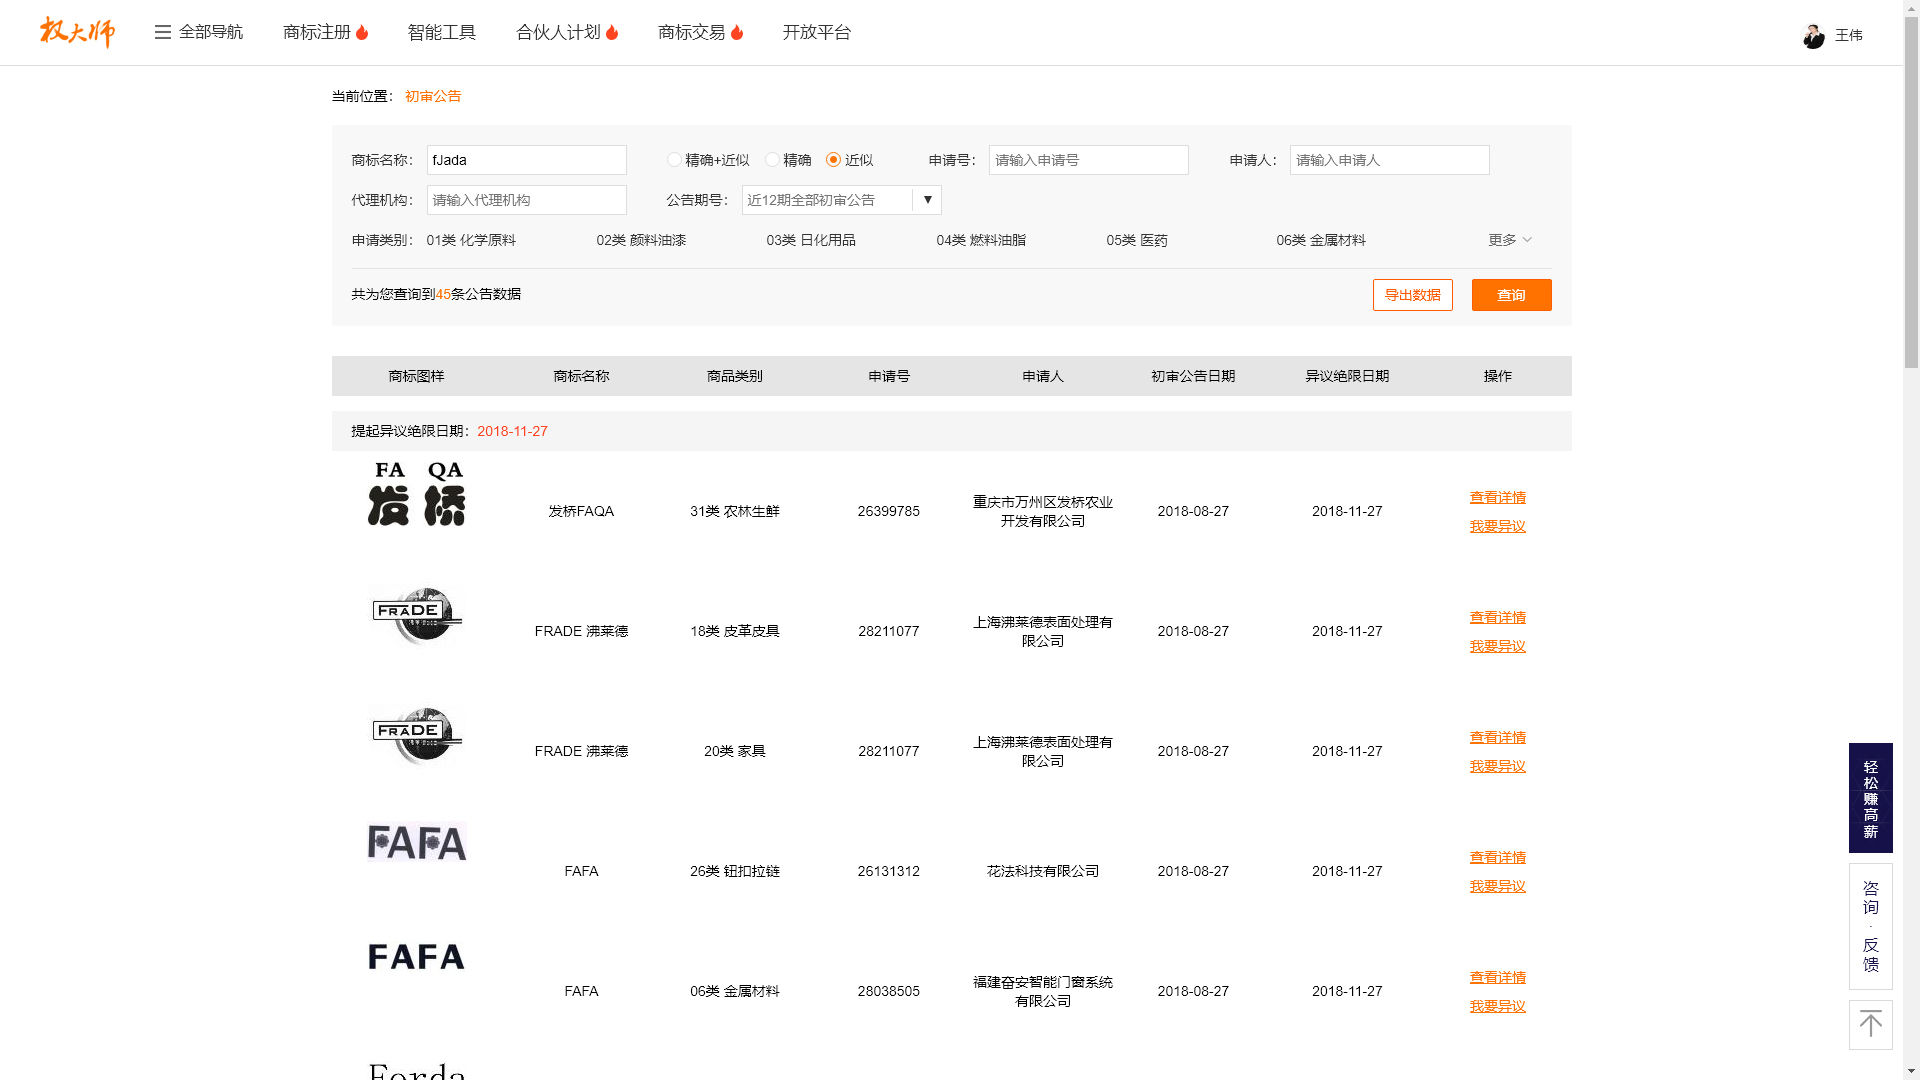 权大师 全部导航 商标注册 智能工具 合伙人计划 商标交易 开放平台 王伟
当前位置： 初审公告
商标名称： fJada 精确+近似 精确 近似 申请号： 请输入申请号 申请人： 请输入申请人
代理机构： 请输入代理机构 公告期号： 近12期全部初审公告 ▼
申请类别： 01类 化学原料 02类 颜料油漆 03类 日化用品 04类 燃料油脂 05类 医药 06类 金属材料 更多
共为您查询到45条公告数据 导出数据 查询
商标图样 商标名称 商品类别 申请号 申请人 初审公告日期 异议绝限日期 操作
提起异议绝限日期：2018-11-27
FA QA
发桥
发桥FAQA 31类 农林生鲜 26399785 重庆市万州区发桥农业
开发有限公司 2018-08-27 2018-11-27 查看详情
我要异议
FRADE
FRADE 沸莱德 18类 皮革皮具 28211077 上海沸莱德表面处理有
限公司 2018-08-27 2018-11-27 查看详情
我要异议
FRADE
FRADE 沸莱德 20类 家具 28211077 上海沸莱德表面处理有
限公司 2018-08-27 2018-11-27 查看详情
我要异议
FAFA
FAFA 26类 钮扣拉链 26131312 花法科技有限公司 2018-08-27 2018-11-27 查看详情
我要异议
FAFA
FAFA 06类 金属材料 28038505 福建奋安智能门窗系统
有限公司 2018-08-27 2018-11-27 查看详情
我要异议
Forda
轻松赚高薪
咨询·反馈